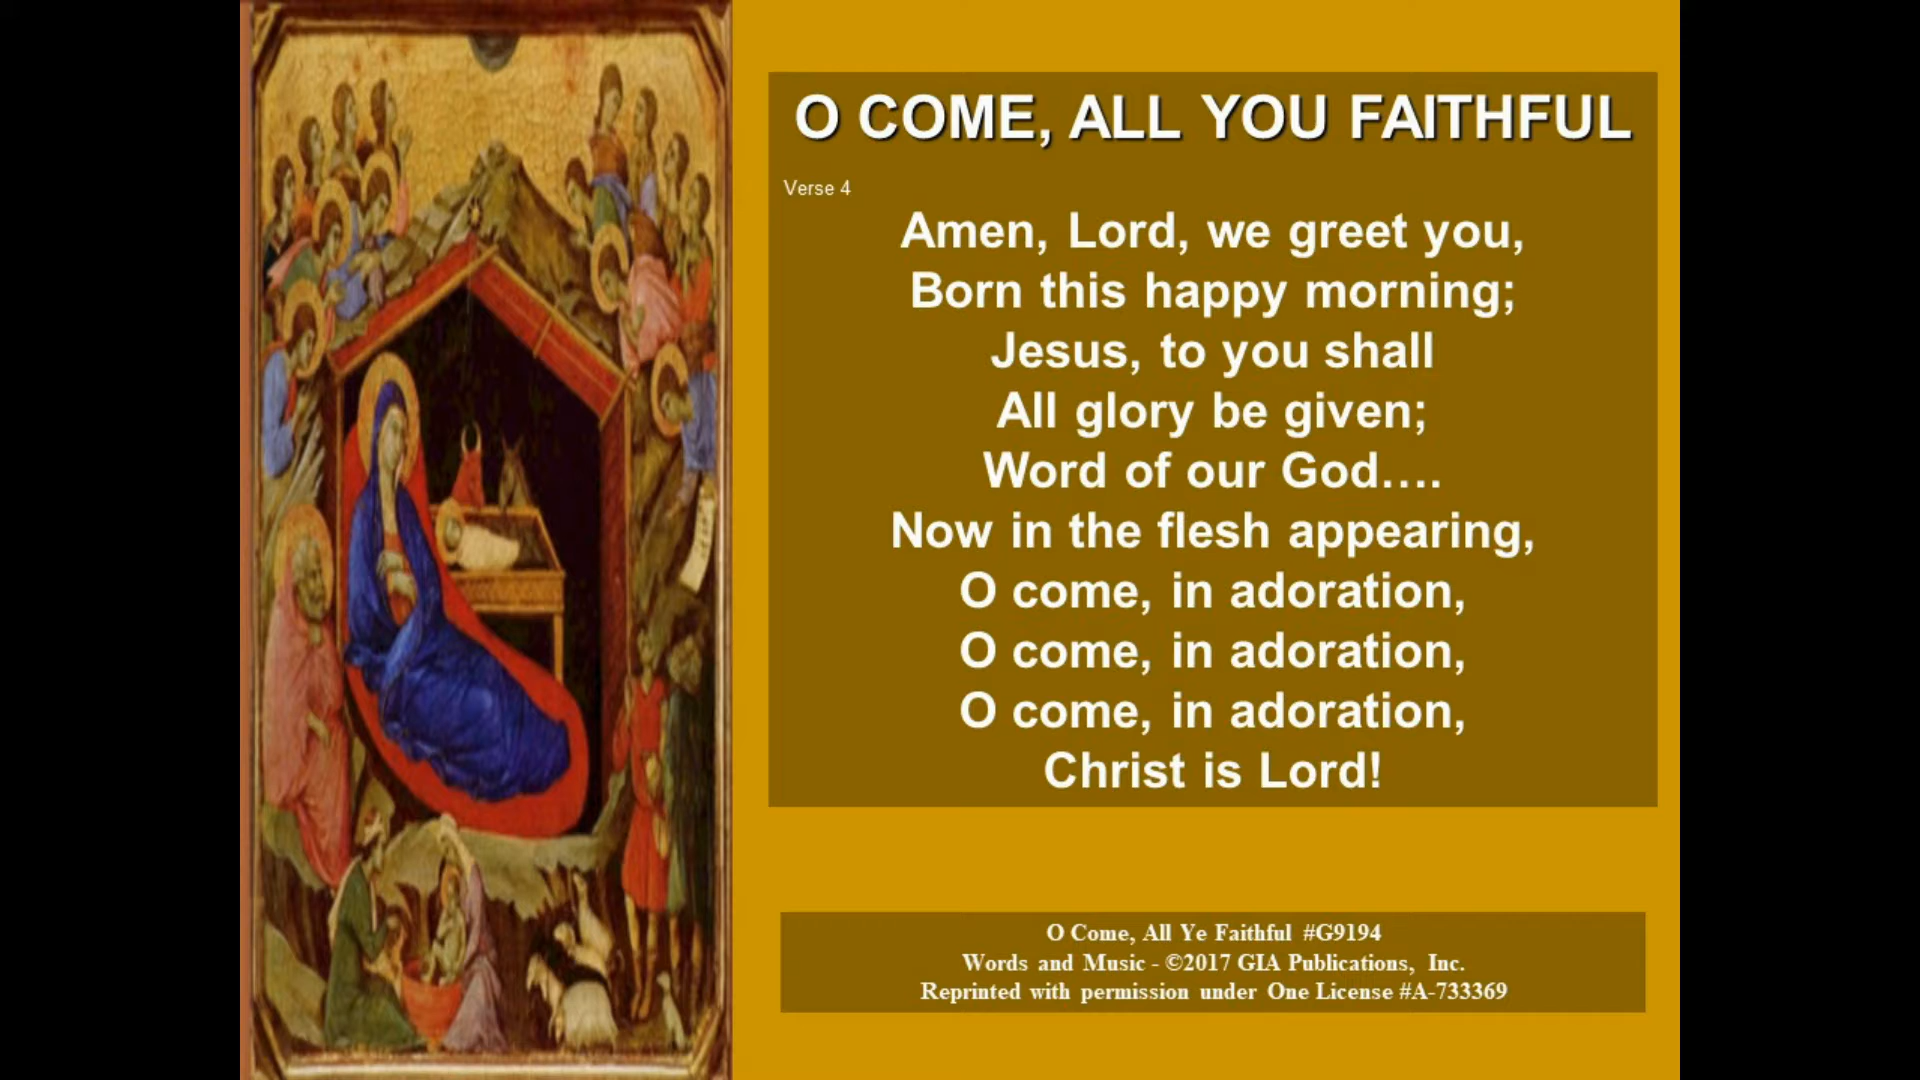 O COME, ALL YOU FAITHFUL
Verse 4
Amen, Lord, we greet you,
Born this happy morning;
Jesus, to you shall
All glory be given;
Word of our God....
Now in the flesh appearing,
O come, in adoration,
O come, in adoration,
O come, in adoration,
Christ is Lord!
O Come, All Ye Faithful #G9194
Words and Music - ©2017 GIA Publications, Inc.
Reprinted with permission under One License #A-733369